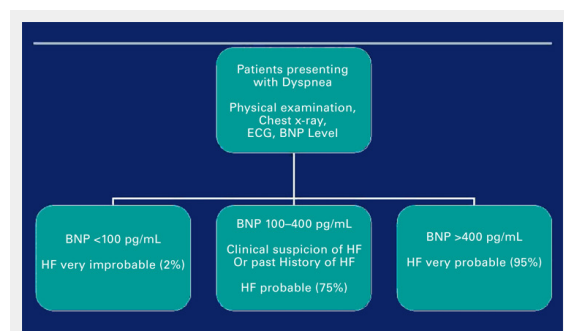 Patients presenting
with Dyspnea
Physical examination,
Chest x-ray,
ECG, BNP Level
BNP <100 pg/mL
HF very improbable (2%)
BNP 100–400 pg/mL
Clinical suspicion of HF
Or past History of HF
HF probable (75%)
BNP >400 pg/mL
HF very probable (95%)